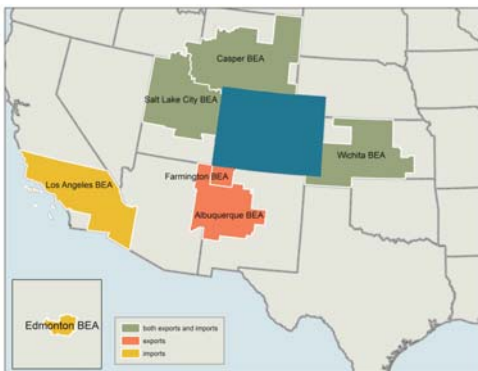 Casper BEA
Salt Lake City BEA
Wichita BEA
Farmington BEA
Los Angeles BEA
Albuquerque BEA
Edmonton BEA
both exports and imports
exports
imports